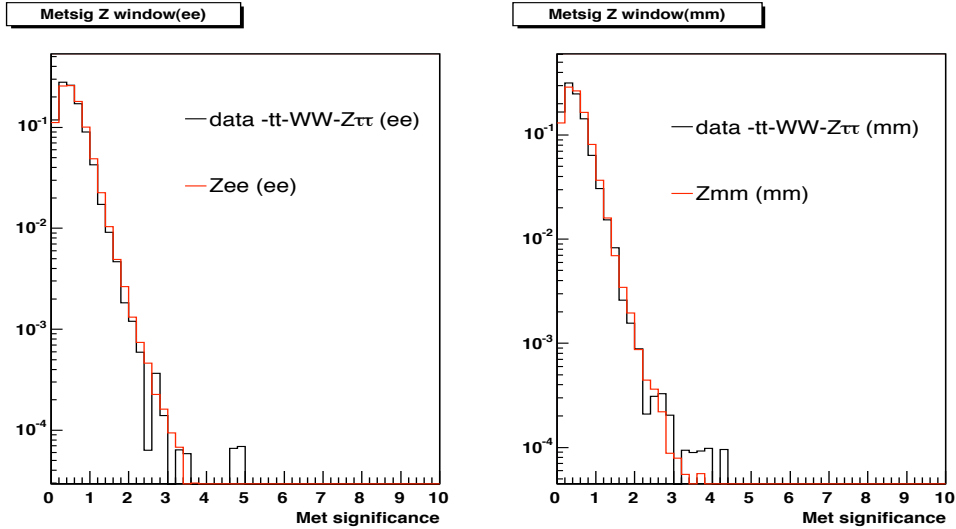 Metsig Z window(ee)
data -tt-WW-Zττ (ee)
Zee (ee)
10⁻¹
10⁻²
10⁻³
10⁻⁴
0 1 2 3 4 5 6 7 8 9 10
Met significance
Metsig Z window(mm)
data -tt-WW-Zττ (mm)
Zmm (mm)
10⁻¹
10⁻²
10⁻³
10⁻⁴
0 1 2 3 4 5 6 7 8 9 10
Met significance